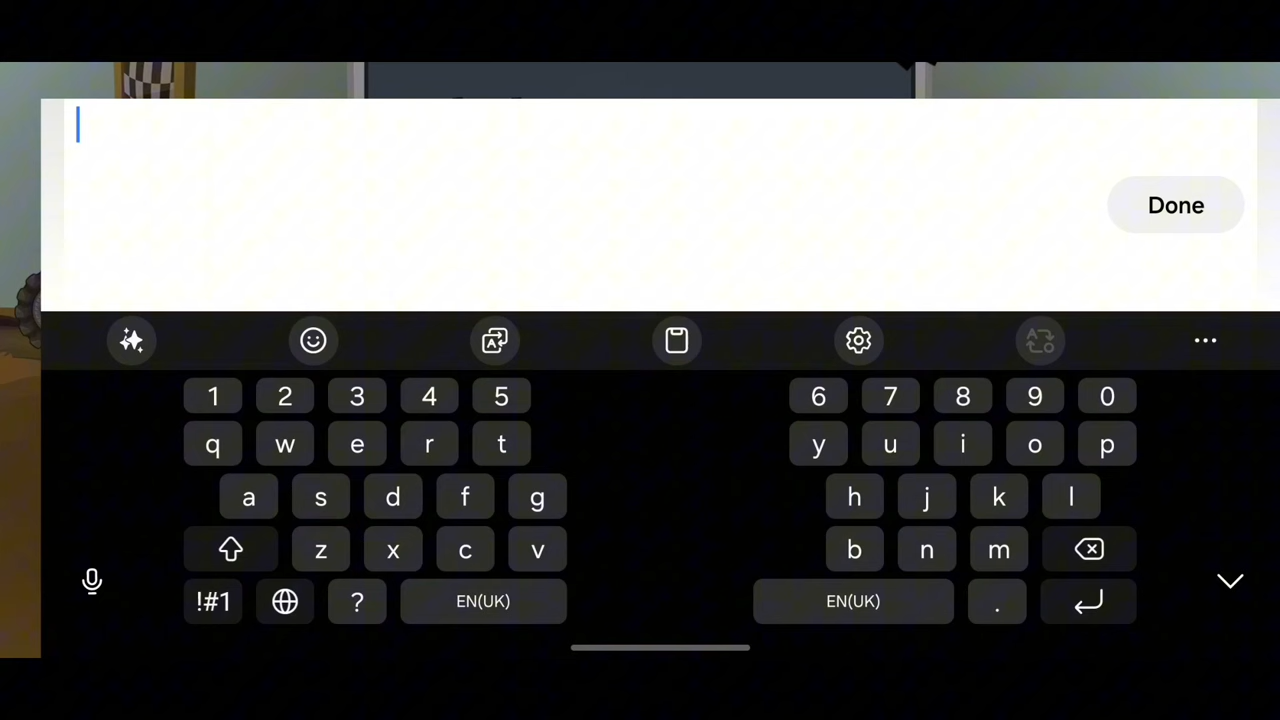 Done
1 2 3 4 5 6 7 8 9 0
q w e r t y u i o p
a s d f g h j k l
z x c v b n m
!#1 ? EN(UK) EN(UK) .